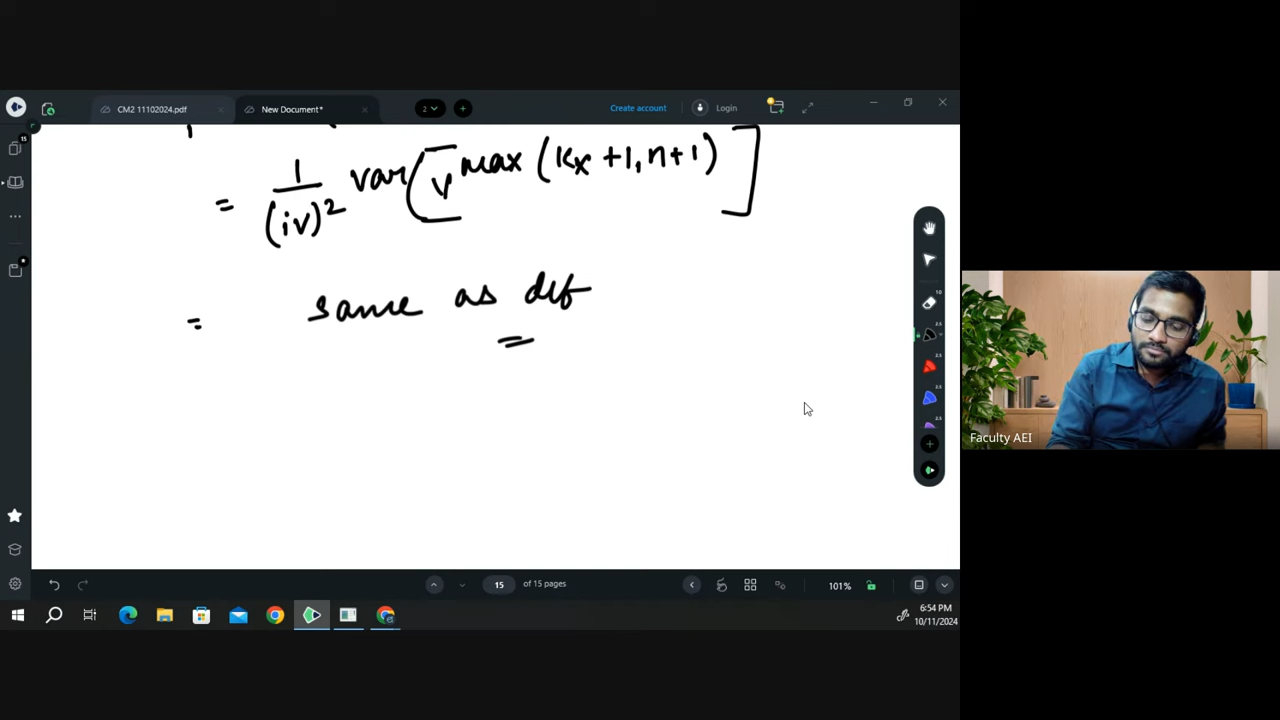 CM2 11102024.pdf
New Document*
2
Create account
Login
= 1/(iv)² var[v^max(Kx+1, n+1)]
= same as def
Faculty AEI
15 of 15 pages
101%
6:54 PM
10/11/2024